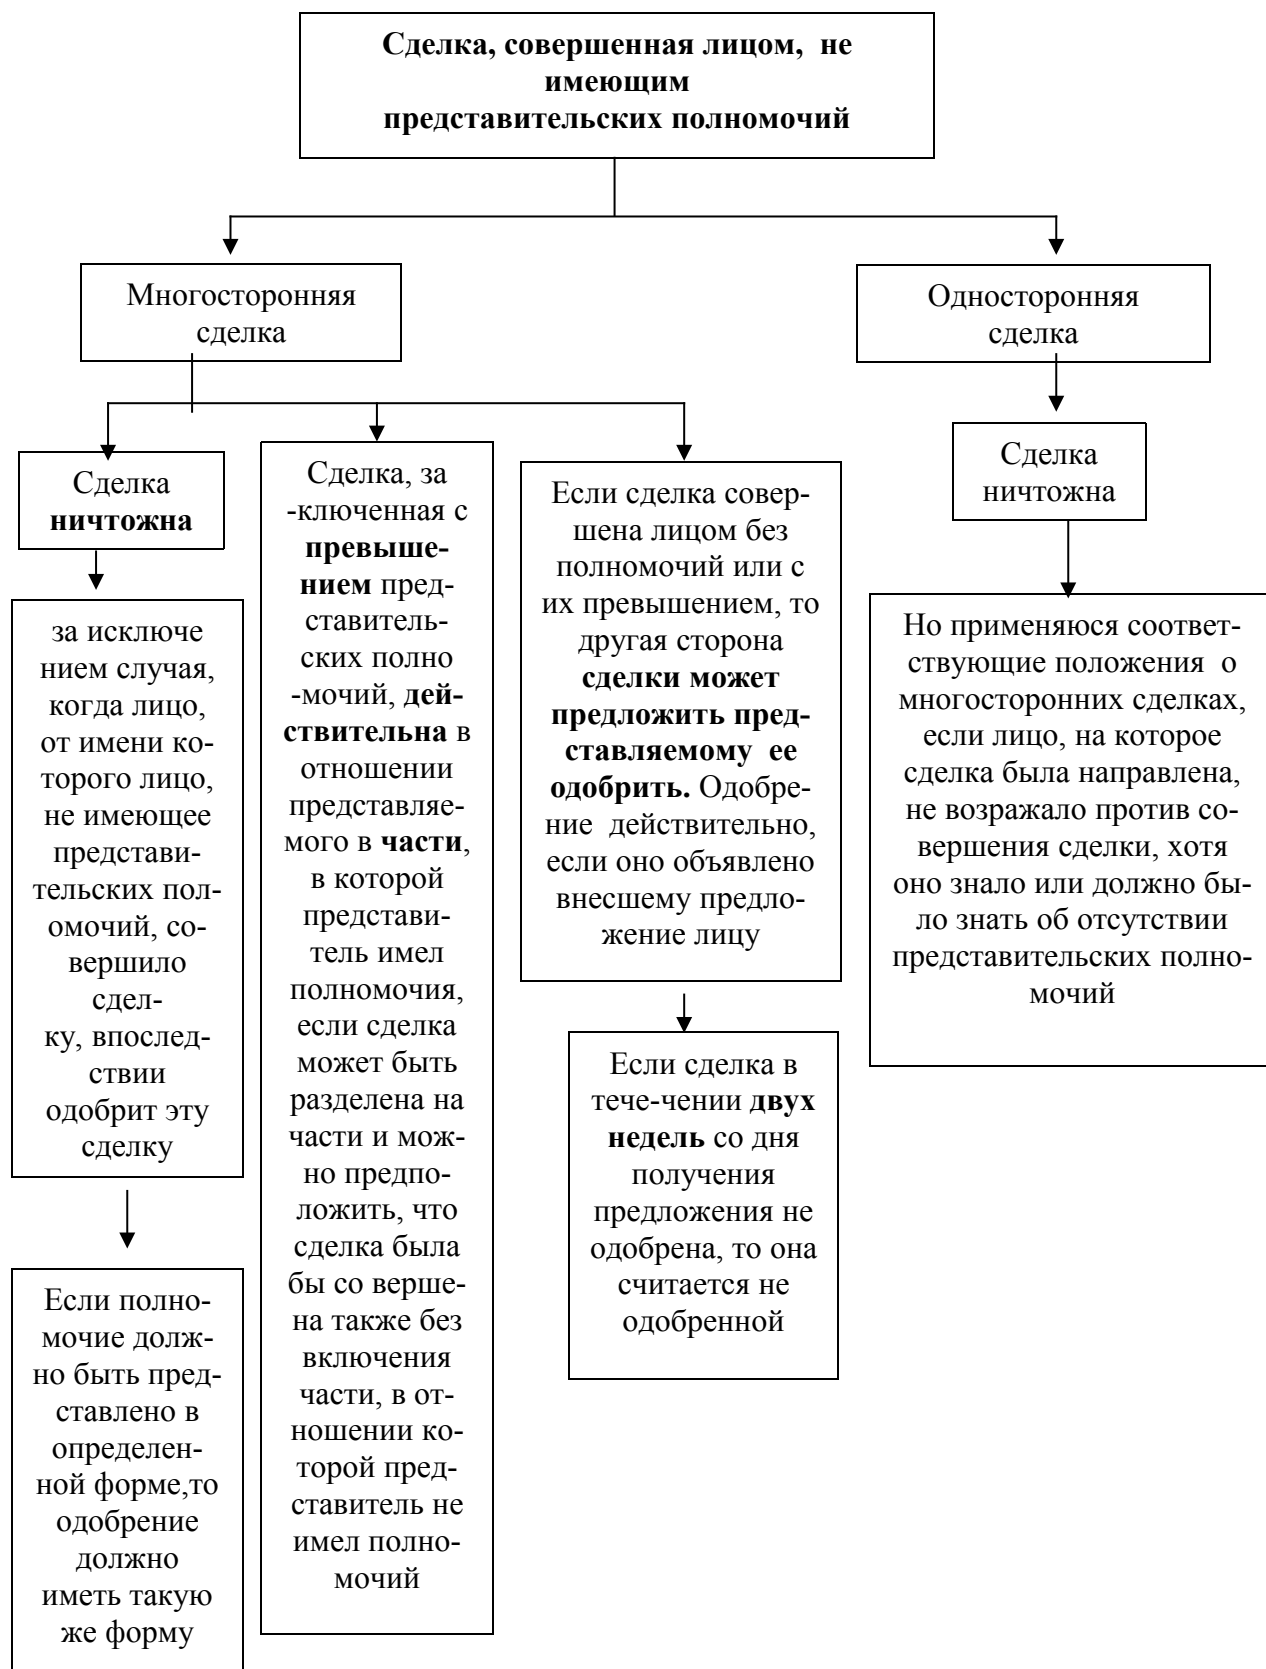 Сделка, совершенная лицом,  не
имеющим
представительских полномочий
Многосторонняя
сделка
Односторонняя
сделка
Сделка
ничтожна
за исключе
нием случая,
когда лицо,
от имени ко-
торого лицо,
не имеющее
представи-
тельских пол-
омочий, со-
вершило
сдел-
ку, впослед-
ствии
одобрит эту
сделку
Если полно-
мочие долж-
но быть пред-
ставлено в
определен-
ной форме,то
одобрение
должно
иметь такую
же форму
Сделка, за
-ключенная с
превыше-
нием пред-
ставитель-
ских полно
-мочий, дей-
ствительна в
отношении
представляе-
мого в части,
в которой
представи-
тель имел
полномочия,
если сделка
может быть
разделена на
части и мож-
но предпо-
ложить, что
сделка была
бы со верше-
на также без
включения
части, в от-
ношении ко-
торой пред-
ставитель не
имел полно-
мочий
Если сделка совер-
шена лицом без
полномочий или с
их превышением, то
другая сторона
сделки может
предложить пред-
ставляемому  ее
одобрить. Одобре-
ние  действительно,
если оно объявлено
внесшему предло-
жение лицу
Если сделка в
тече-чении двух
недель со дня
получения
предложения не
одобрена, то она
считается не
одобренной
Сделка
ничтожна
Но применяюся соответ-
ствующие положения  о
многосторонних сделках,
если лицо, на которое
сделка была направлена,
не возражало против со-
вершения сделки, хотя
оно знало или должно бы-
ло знать об отсутствии
представительских полно-
мочий